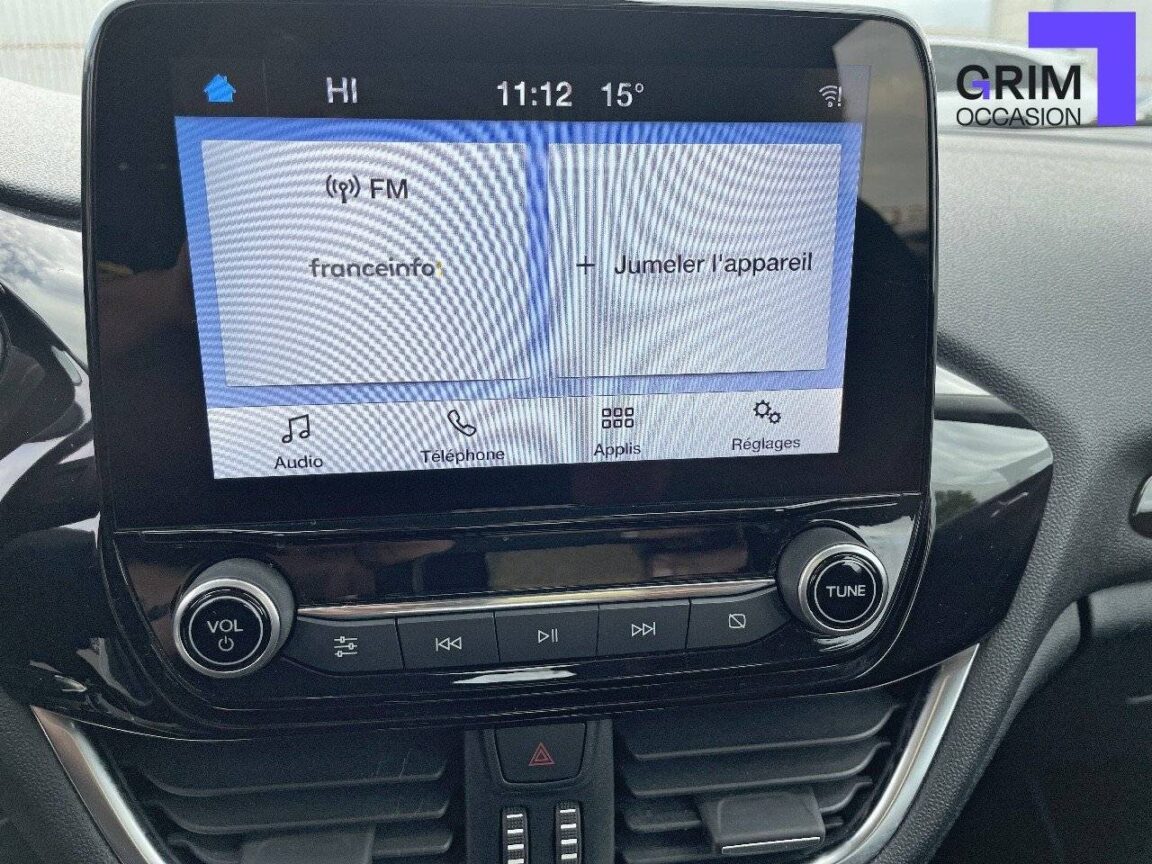 HI 11:12 15°
GRIM
OCCASION
FM
franceinfo:
+ Jumeler l'appareil
Audio Téléphone Applis Réglages
VOL
TUNE